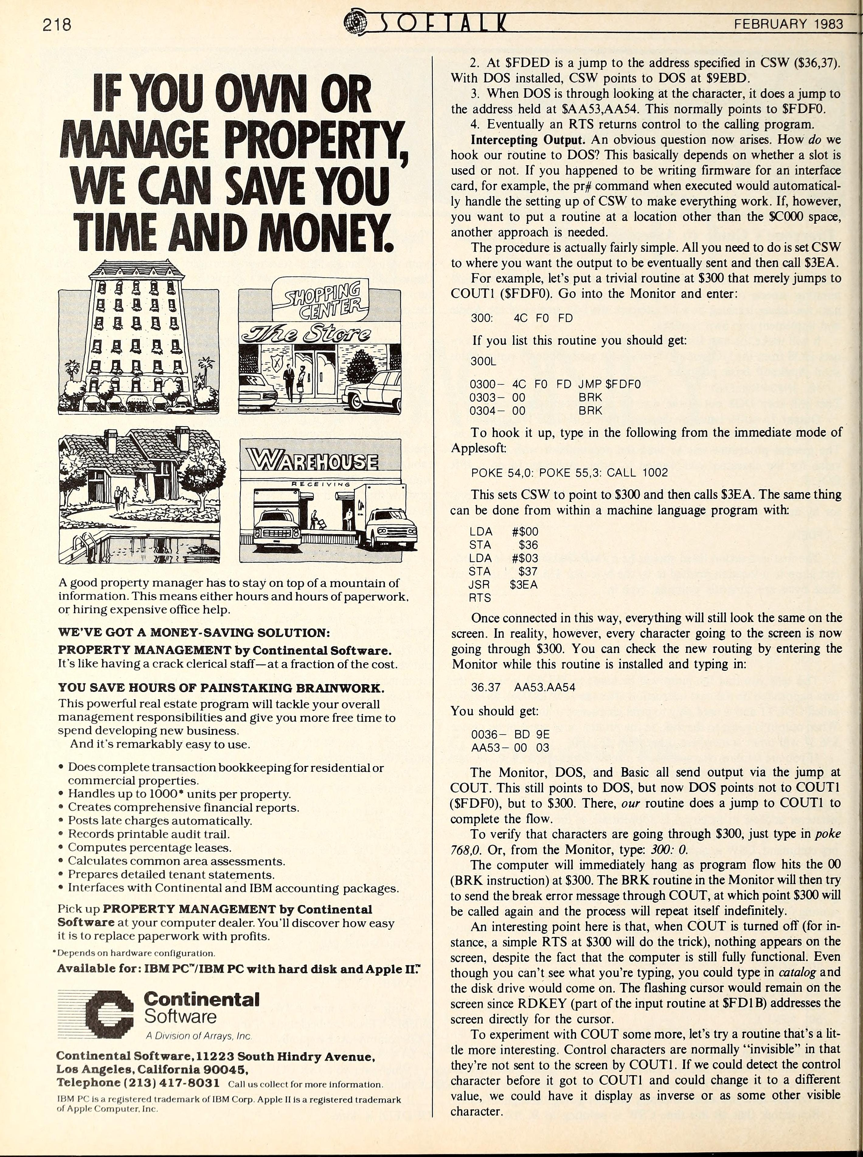 218
SOFTALK
FEBRUARY 1983
IF YOU OWN OR
MANAGE PROPERTY,
WE CAN SAVE YOU
TIME AND MONEY.
SHOPPING
CENTER
The Store
WAREHOUSE
RECEIVING
A good property manager has to stay on top of a mountain of
information. This means either hours and hours of paperwork,
or hiring expensive office help.
WE'VE GOT A MONEY-SAVING SOLUTION:
PROPERTY MANAGEMENT by Continental Software.
It's like having a crack clerical staff—at a fraction of the cost.
YOU SAVE HOURS OF PAINSTAKING BRAINWORK.
This powerful real estate program will tackle your overall
management responsibilities and give you more free time to
spend developing new business.
And it's remarkably easy to use.
• Does complete transaction bookkeeping for residential or
commercial properties.
• Handles up to 1000* units per property.
• Creates comprehensive financial reports.
• Posts late charges automatically.
• Records printable audit trail.
• Computes percentage leases.
• Calculates common area assessments.
• Prepares detailed tenant statements.
• Interfaces with Continental and IBM accounting packages.
Pick up PROPERTY MANAGEMENT by Continental
Software at your computer dealer. You'll discover how easy
it is to replace paperwork with profits.
*Depends on hardware configuration.
Available for: IBM PC™/IBM PC with hard disk and Apple II™
Continental
Software
A Division of Arrays, Inc.
Continental Software, 11223 South Hindry Avenue,
Los Angeles, California 90045,
Telephone (213) 417-8031 Call us collect for more information.
IBM PC is a registered trademark of IBM Corp. Apple II is a registered trademark
of Apple Computer, Inc.
2. At $FDED is a jump to the address specified in CSW ($36,37).
With DOS installed, CSW points to DOS at $9EBD.
3. When DOS is through looking at the character, it does a jump to
the address held at $AA53,AA54. This normally points to $FDF0.
4. Eventually an RTS returns control to the calling program.
Intercepting Output. An obvious question now arises. How do we
hook our routine to DOS? This basically depends on whether a slot is
used or not. If you happened to be writing firmware for an interface
card, for example, the pr# command when executed would automatical-
ly handle the setting up of CSW to make everything work. If, however,
you want to put a routine at a location other than the $C000 space,
another approach is needed.
The procedure is actually fairly simple. All you need to do is set CSW
to where you want the output to be eventually sent and then call $3EA.
For example, let's put a trivial routine at $300 that merely jumps to
COUT1 ($FDF0). Go into the Monitor and enter:
300: 4C F0 FD
If you list this routine you should get:
300L
0300– 4C F0 FD JMP $FDF0
0303– 00 BRK
0304– 00 BRK
To hook it up, type in the following from the immediate mode of
Applesoft:
POKE 54,0: POKE 55,3: CALL 1002
This sets CSW to point to $300 and then calls $3EA. The same thing
can be done from within a machine language program with:
LDA #$00
STA $36
LDA #$03
STA $37
JSR $3EA
RTS
Once connected in this way, everything will still look the same on the
screen. In reality, however, every character going to the screen is now
going through $300. You can check the new routing by entering the
Monitor while this routine is installed and typing in:
36.37 AA53.AA54
You should get:
0036– BD 9E
AA53– 00 03
The Monitor, DOS, and Basic all send output via the jump at
COUT. This still points to DOS, but now DOS points not to COUT1
($FDF0), but to $300. There, our routine does a jump to COUT1 to
complete the flow.
To verify that characters are going through $300, just type in poke
768,0. Or, from the Monitor, type: 300: 0.
The computer will immediately hang as program flow hits the 00
(BRK instruction) at $300. The BRK routine in the Monitor will then try
to send the break error message through COUT, at which point $300 will
be called again and the process will repeat itself indefinitely.
An interesting point here is that, when COUT is turned off (for in-
stance, a simple RTS at $300 will do the trick), nothing appears on the
screen, despite the fact that the computer is still fully functional. Even
though you can't see what you're typing, you could type in catalog and
the disk drive would come on. The flashing cursor would remain on the
screen since RDKEY (part of the input routine at $FD1B) addresses the
screen directly for the cursor.
To experiment with COUT some more, let's try a routine that's a lit-
tle more interesting. Control characters are normally "invisible" in that
they're not sent to the screen by COUT1. If we could detect the control
character before it got to COUT1 and could change it to a different
value, we could have it display as inverse or as some other visible
character.